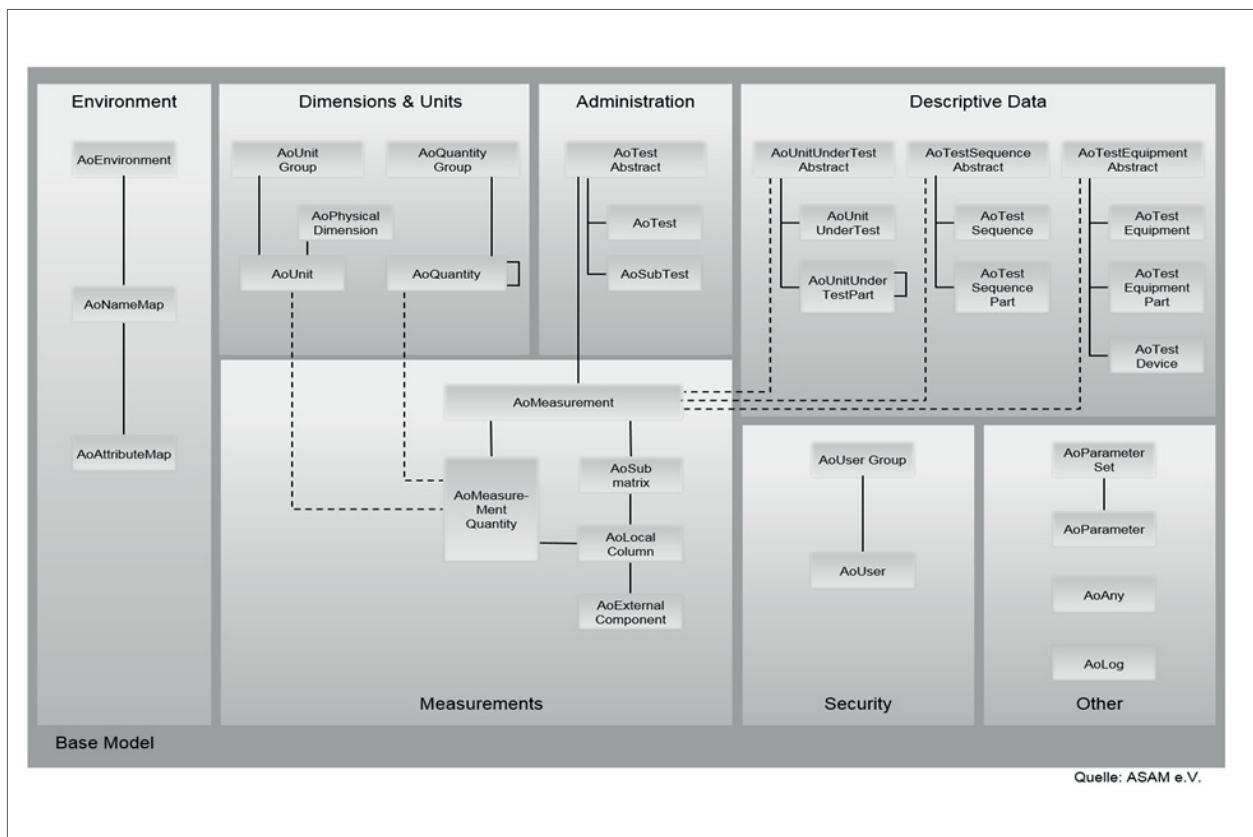 Environment
AoEnvironment
AoNameMap
AoAttributeMap
Dimensions & Units
AoUnit
Group
AoQuantity
Group
AoPhysical
Dimension
AoUnit
AoQuantity
Administration
AoTest
Abstract
AoTest
AoSubTest
Descriptive Data
AoUnitUnderTest
Abstract
AoUnit
UnderTest
AoUnitUnder
TestPart
AoTestSequence
Abstract
AoTest
Sequence
AoTest
Sequence
Part
AoTestEquipment
Abstract
AoTest
Equipment
AoTest
Equipment
Part
AoTest
Device
AoMeasurement
AoMeasure-
Ment
Quantity
AoSub
matrix
AoLocal
Column
AoExternal
Component
Measurements
AoUser Group
AoUser
Security
AoParameter
Set
AoParameter
AoAny
AoLog
Other
Base Model
Quelle: ASAM e.V.